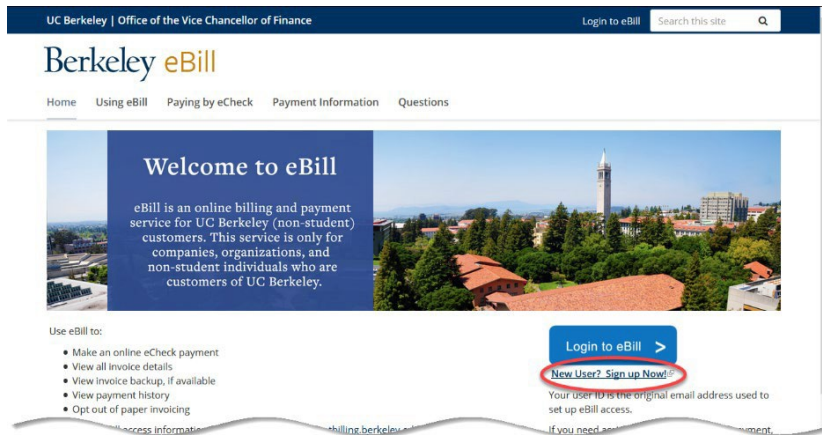 UC Berkeley | Office of the Vice Chancellor of Finance
Login to eBill
Search this site
Berkeley eBill
Home
Using eBill
Paying by eCheck
Payment Information
Questions
Welcome to eBill
eBill is an online billing and payment
service for UC Berkeley (non-student)
customers. This service is only for
companies, organizations, and
non-student individuals who are
customers of UC Berkeley.
Use eBill to:
• Make an online eCheck payment
• View all invoice details
• View invoice backup, if available
• View payment history
• Opt out of paper invoicing
Login to eBill >
New User? Sign up Now!
Your user ID is the original email address used to
set up eBill access.